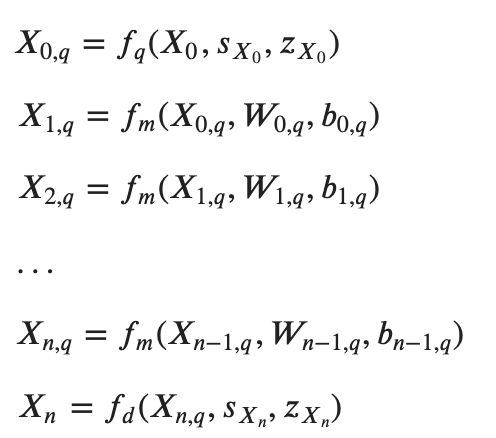 X_{0,q} = f_q(X_0, s_{X_0}, z_{X_0})
X_{1,q} = f_m(X_{0,q}, W_{0,q}, b_{0,q})
X_{2,q} = f_m(X_{1,q}, W_{1,q}, b_{1,q})
...
X_{n,q} = f_m(X_{n-1,q}, W_{n-1,q}, b_{n-1,q})
X_n = f_d(X_{n,q}, s_{X_n}, z_{X_n})